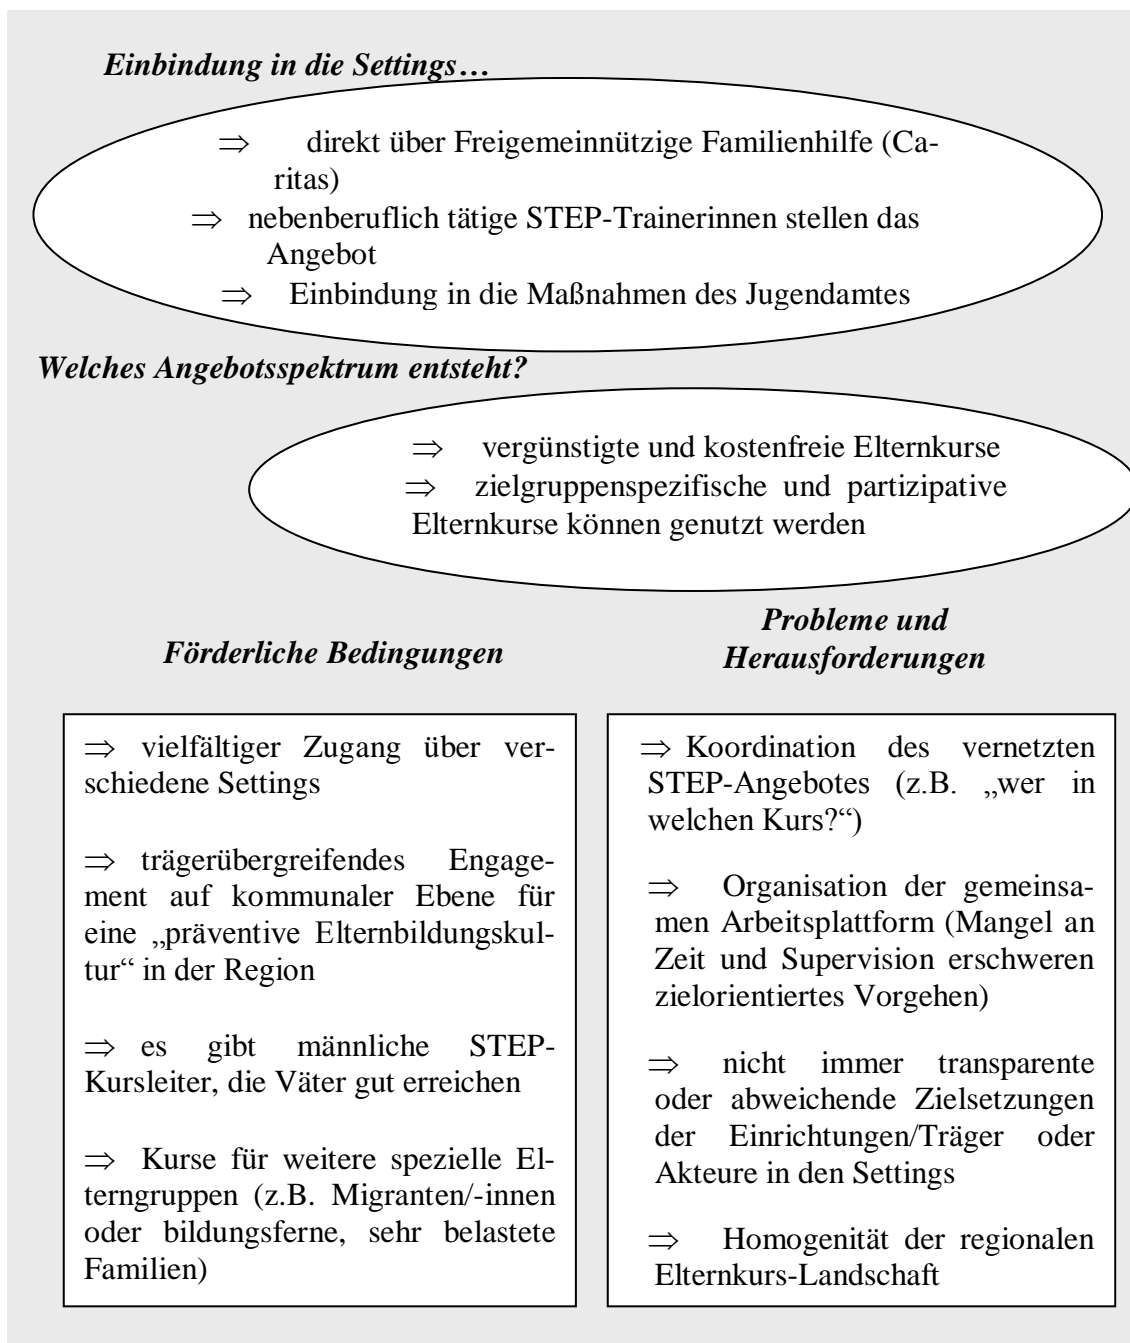 Einbindung in die Settings…
⇒ direkt über Freigemeinnützige Familienhilfe (Ca-
ritas)
⇒ nebenberuflich tätige STEP-Trainerinnen stellen das
Angebot
⇒ Einbindung in die Maßnahmen des Jugendamtes
Welches Angebotsspektrum entsteht?
⇒ vergünstigte und kostenfreie Elternkurse
⇒ zielgruppenspezifische und partizipative
Elternkurse können genutzt werden
Förderliche Bedingungen
⇒ vielfältiger Zugang über ver-
schiedene Settings
⇒ trägerübergreifendes Engage-
ment auf kommunaler Ebene für
eine „präventive Elternbildungskul-
tur“ in der Region
⇒ es gibt männliche STEP-
Kursleiter, die Väter gut erreichen
⇒ Kurse für weitere spezielle El-
terngruppen (z.B. Migranten/-innen
oder bildungsferne, sehr belastete
Familien)
Probleme und
Herausforderungen
⇒ Koordination des vernetzten
STEP-Angebotes (z.B. „wer in
welchen Kurs?“)
⇒ Organisation der gemeinsa-
men Arbeitsplattform (Mangel an
Zeit und Supervision erschweren
zielorientiertes Vorgehen)
⇒ nicht immer transparente
oder abweichende Zielsetzungen
der Einrichtungen/Träger oder
Akteure in den Settings
⇒ Homogenität der regionalen
Elternkurs-Landschaft